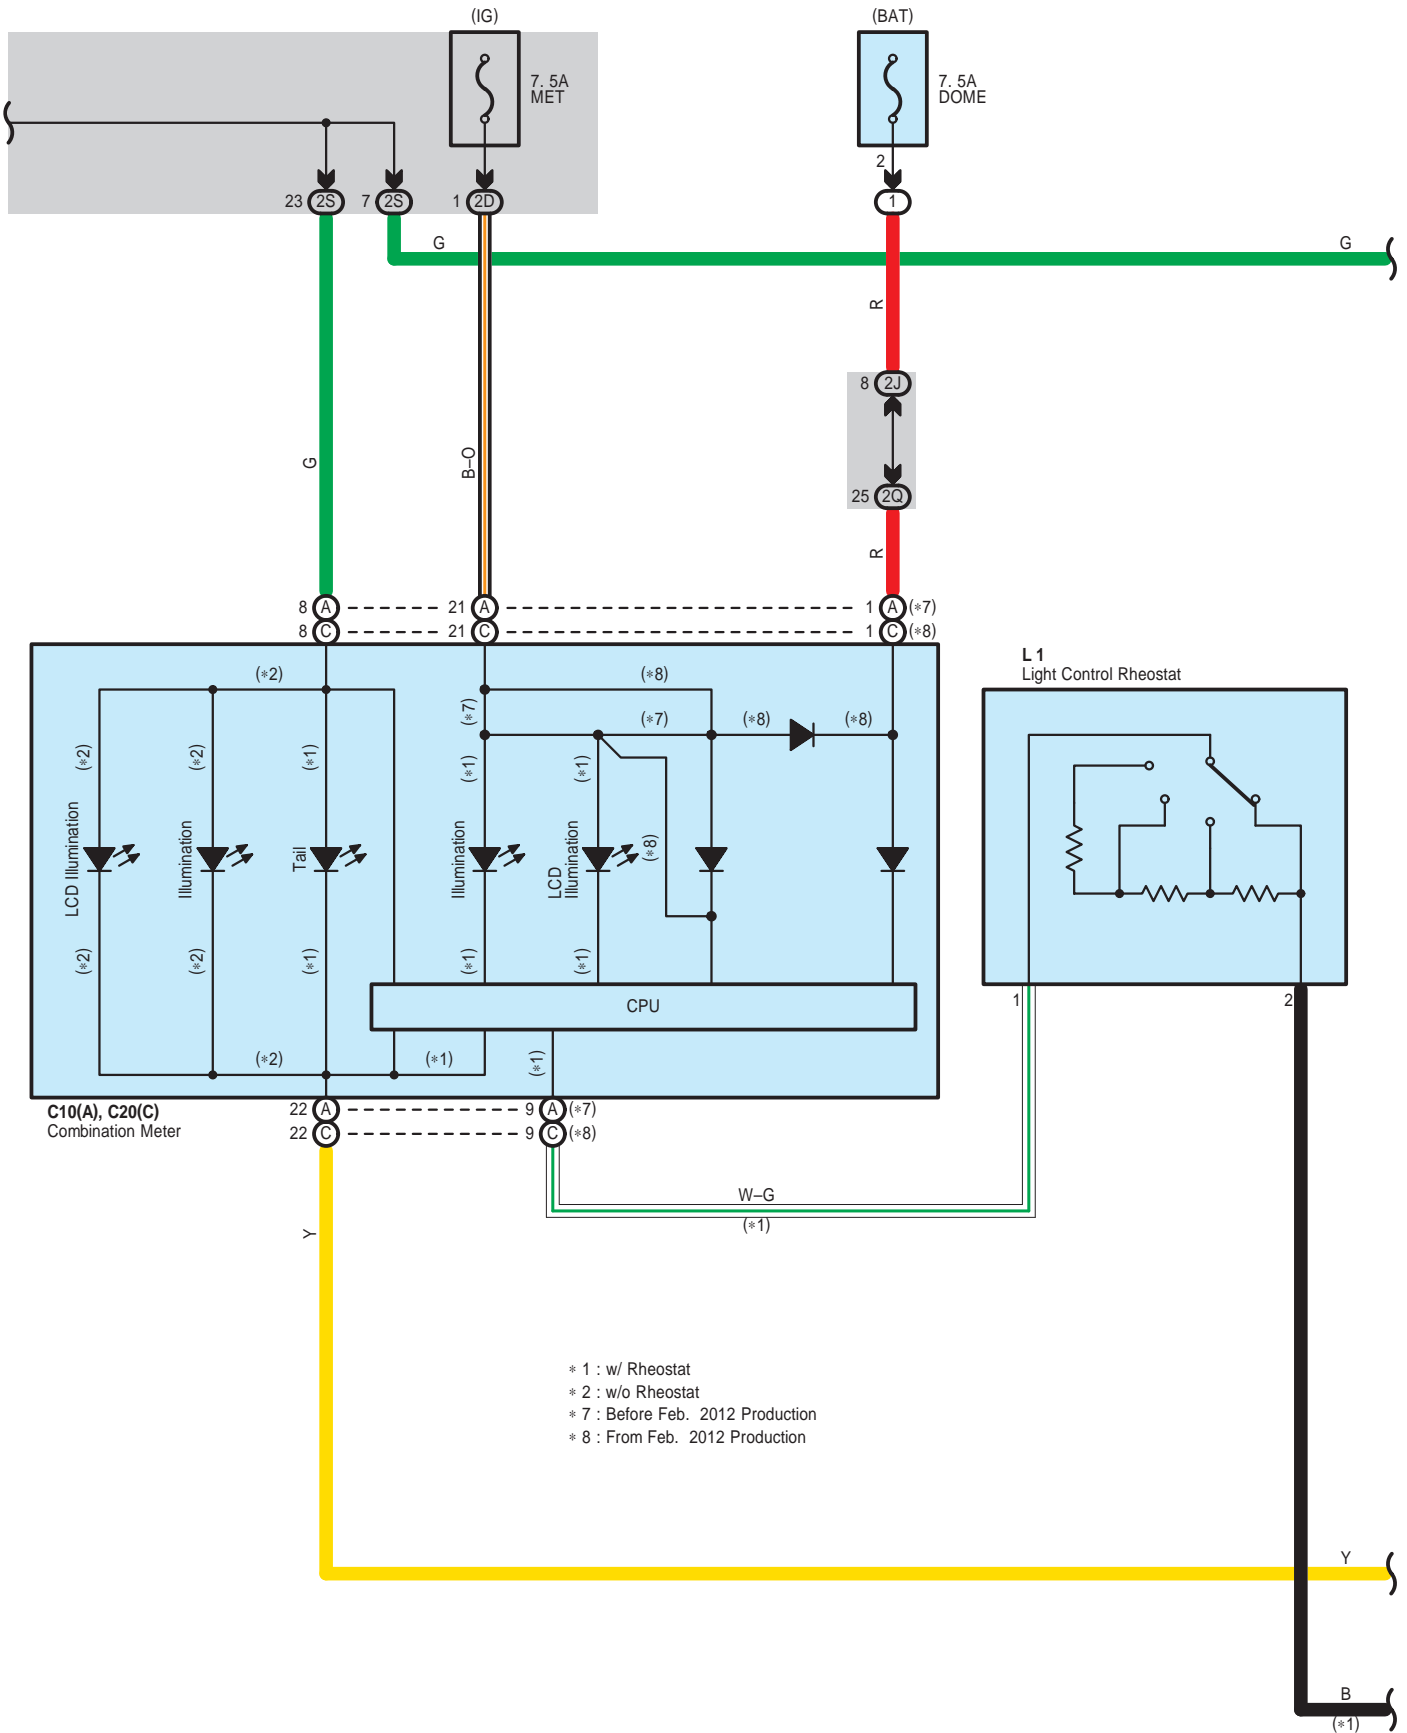 (IG)
(BAT)
7. 5A
MET
7. 5A
DOME
2
23
2S
7
2S
1
2D
1
G
G
R
8
2J
G
B–O
25
2Q
R
8
A
21
A
1
A
(∗7)
8
C
21
C
1
C
(∗8)
L 1
Light Control Rheostat
(∗2)
(∗8)
(∗7)
(∗7)
(∗8)
(∗8)
(∗2)
(∗2)
(∗1)
(∗1)
(∗1)
LCD Illumination
Illumination
Tail
Illumination
LCD
Illumination
(∗8)
(∗2)
(∗2)
(∗1)
(∗1)
(∗1)
CPU
1
2
(∗2)
(∗1)
(∗1)
C10(A), C20(C)
Combination Meter
22
A
9
A
(∗7)
22
C
9
C
(∗8)
W–G
(∗1)
Y
∗ 1 : w/ Rheostat
∗ 2 : w/o Rheostat
∗ 7 : Before Feb. 2012 Production
∗ 8 : From Feb. 2012 Production
Y
B
(∗1)